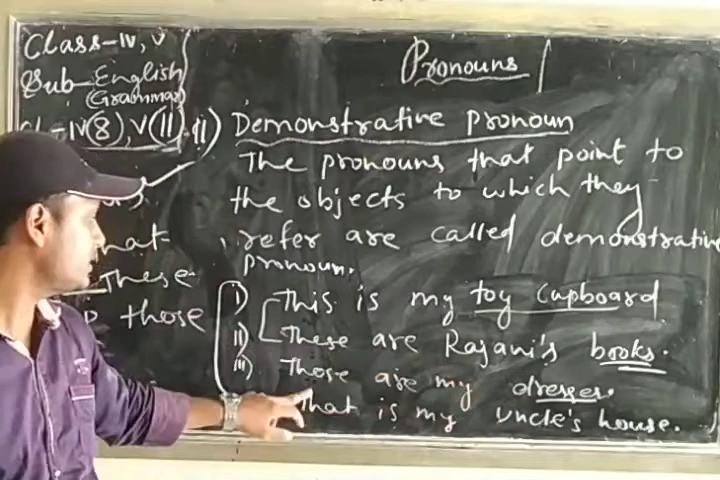 Class-IV, V
Sub-English
(Grammar)
IV(8), V(11)
Pronouns
II) Demonstrative pronoun
The pronouns that point to
the objects to which they
refer are called demonstrative
pronoun.
These
those
i) This is my toy cupboard
ii) These are Rajani's books.
iii) Those are my dresses.
That is my uncle's house.